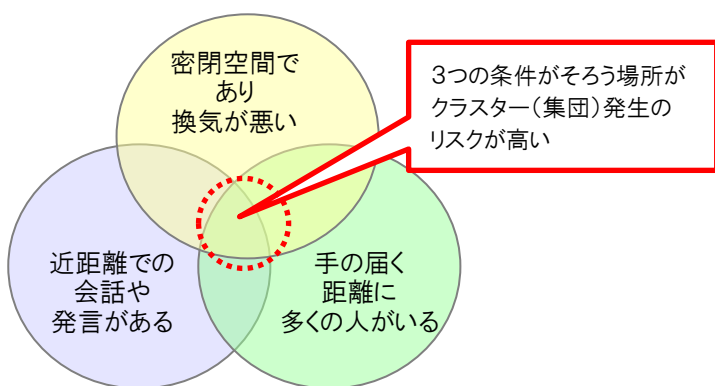 密閉空間で
あり
換気が悪い
3つの条件がそろう場所が
クラスター(集団)発生の
リスクが高い
近距離での
会話や
発言がある
手の届く
距離に
多くの人がいる